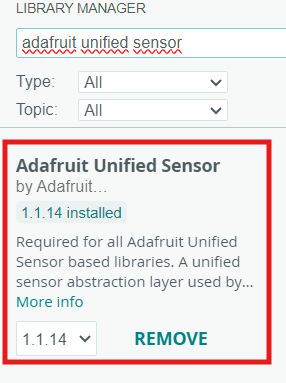 LIBRARY MANAGER
adafruit unified sensor
Type: All
Topic: All
Adafruit Unified Sensor
by Adafruit…
1.1.14 installed
Required for all Adafruit Unified
Sensor based libraries. A unified
sensor abstraction layer used by…
More info
1.1.14 REMOVE